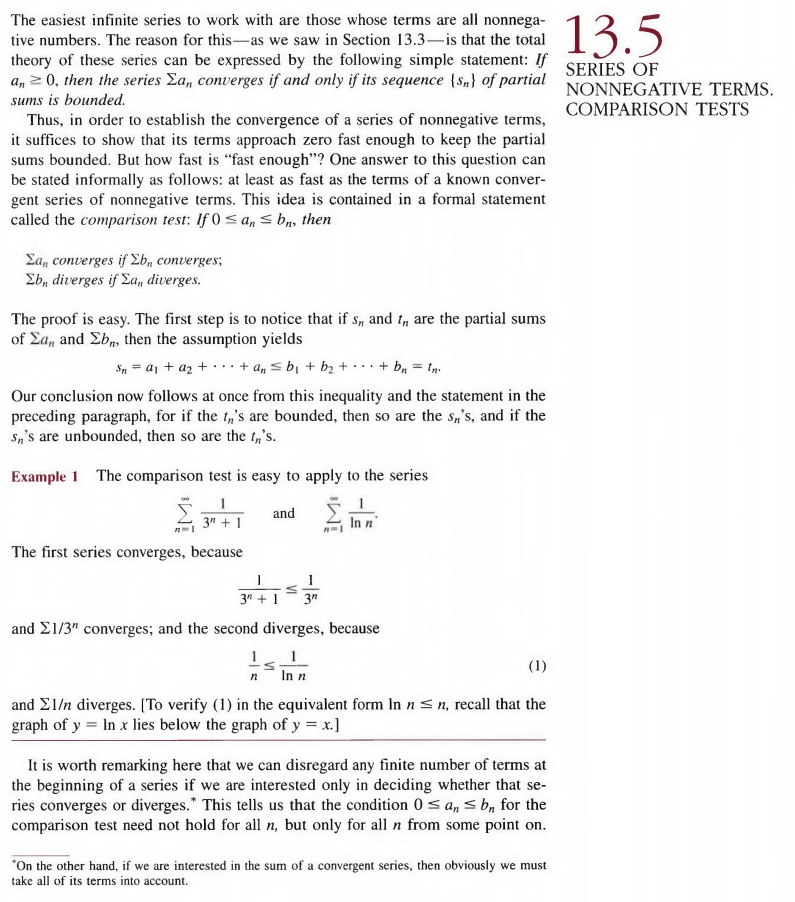 The easiest infinite series to work with are those whose terms are all nonnega-
tive numbers. The reason for this—as we saw in Section 13.3—is that the total
theory of these series can be expressed by the following simple statement: If
aₙ ≥ 0, then the series Σaₙ converges if and only if its sequence {sₙ} of partial
sums is bounded.
Thus, in order to establish the convergence of a series of nonnegative terms,
it suffices to show that its terms approach zero fast enough to keep the partial
sums bounded. But how fast is “fast enough”? One answer to this question can
be stated informally as follows: at least as fast as the terms of a known conver-
gent series of nonnegative terms. This idea is contained in a formal statement
called the comparison test: If 0 ≤ aₙ ≤ bₙ, then
Σaₙ converges if Σbₙ converges;
Σbₙ diverges if Σaₙ diverges.
The proof is easy. The first step is to notice that if sₙ and tₙ are the partial sums
of Σaₙ and Σbₙ, then the assumption yields
sₙ = a₁ + a₂ + · · · + aₙ ≤ b₁ + b₂ + · · · + bₙ = tₙ.
Our conclusion now follows at once from this inequality and the statement in the
preceding paragraph, for if the tₙ’s are bounded, then so are the sₙ’s, and if the
sₙ’s are unbounded, then so are the tₙ’s.
Example 1 The comparison test is easy to apply to the series
∞ Σ n=1 1/(3ⁿ + 1) and ∞ Σ n=1 1/ln n.
The first series converges, because
1/(3ⁿ + 1) ≤ 1/3ⁿ
and Σ1/3ⁿ converges; and the second diverges, because
1/n ≤ 1/ln n (1)
and Σ1/n diverges. [To verify (1) in the equivalent form ln n ≤ n, recall that the
graph of y = ln x lies below the graph of y = x.]
It is worth remarking here that we can disregard any finite number of terms at
the beginning of a series if we are interested only in deciding whether that se-
ries converges or diverges.* This tells us that the condition 0 ≤ aₙ ≤ bₙ for the
comparison test need not hold for all n, but only for all n from some point on.
*On the other hand, if we are interested in the sum of a convergent series, then obviously we must
take all of its terms into account.
13.5
SERIES OF
NONNEGATIVE TERMS.
COMPARISON TESTS